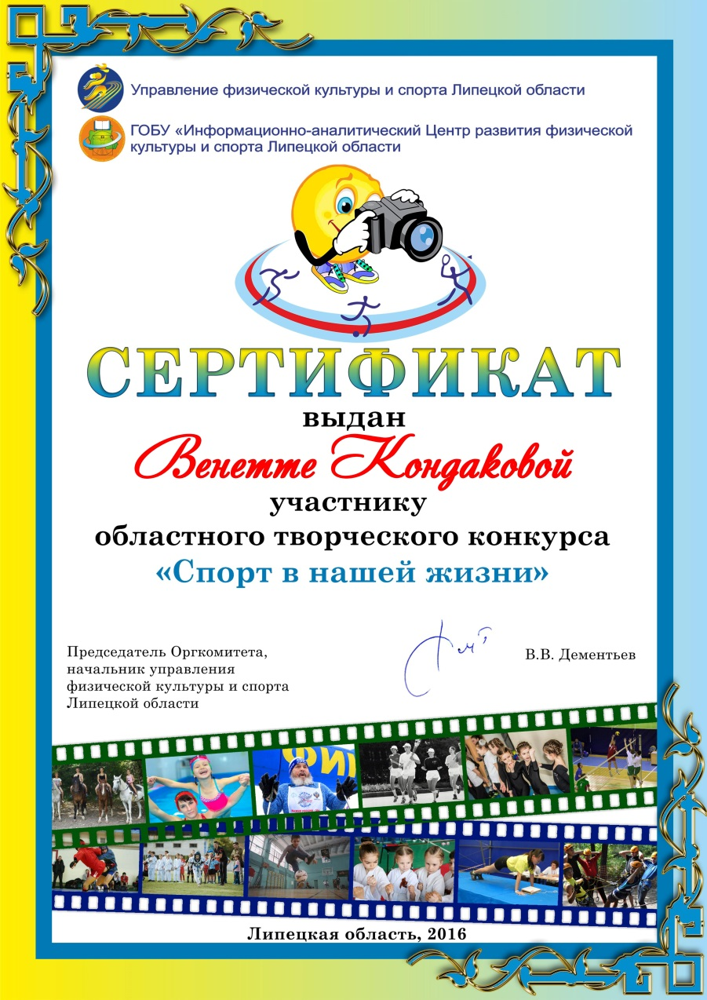 Управление физической культуры и спорта Липецкой области
ГОБУ «Информационно-аналитический Центр развития физической
культуры и спорта Липецкой области
СЕРТИФИКАТ
выдан
Венетте Кондаковой
участнику
областного творческого конкурса
«Спорт в нашей жизни»
Председатель Оргкомитета,
начальник управления
физической культуры и спорта
Липецкой области
В.В. Дементьев
ФИ
Липецкая область, 2016